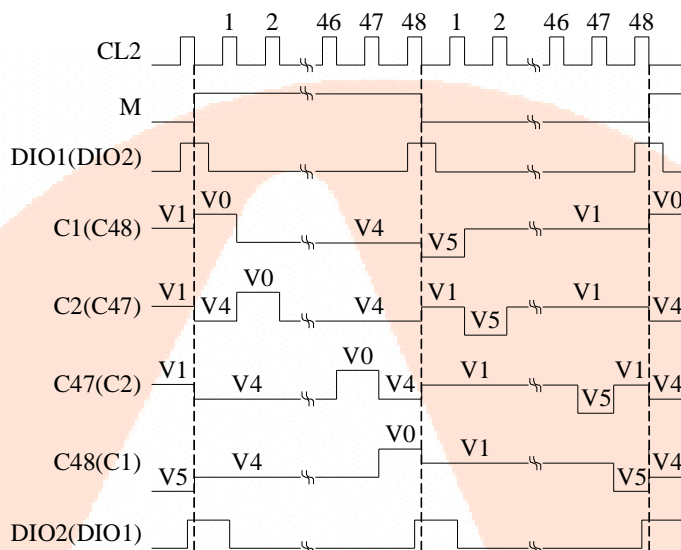 1 2 46 47 48 1 2 46 47 48
CL2
M
DIO1(DIO2)
V0 V0
V1 V4 V1
C1(C48)
V5
V0
V1 V1 V1
C2(C47) V4 V4 V5 V4
V0
V1 V1 V1
C47(C2) V4 V4 V5 V4
V0
V1
C48(C1) V4 V4
V5 V5
DIO2(DIO1)